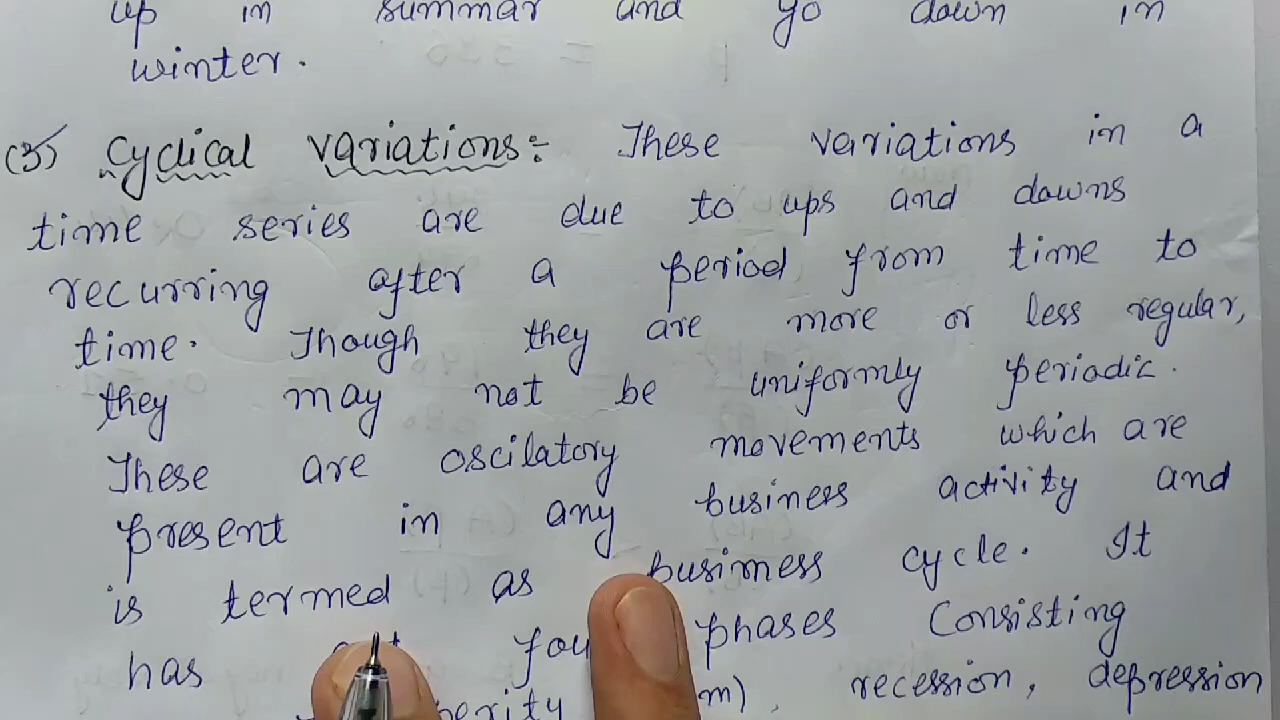 up in summar and go down in
winter.
(3) Cyclical variations:- These variations in a
time series are due to ups and downs
recurring after a period from time to
time. Though they are more or less regular,
they may not be uniformly periodic.
These are oscilatory movements which are
present in any business activity and
is termed as business cycle. It
has phases Consisting
recession, depression